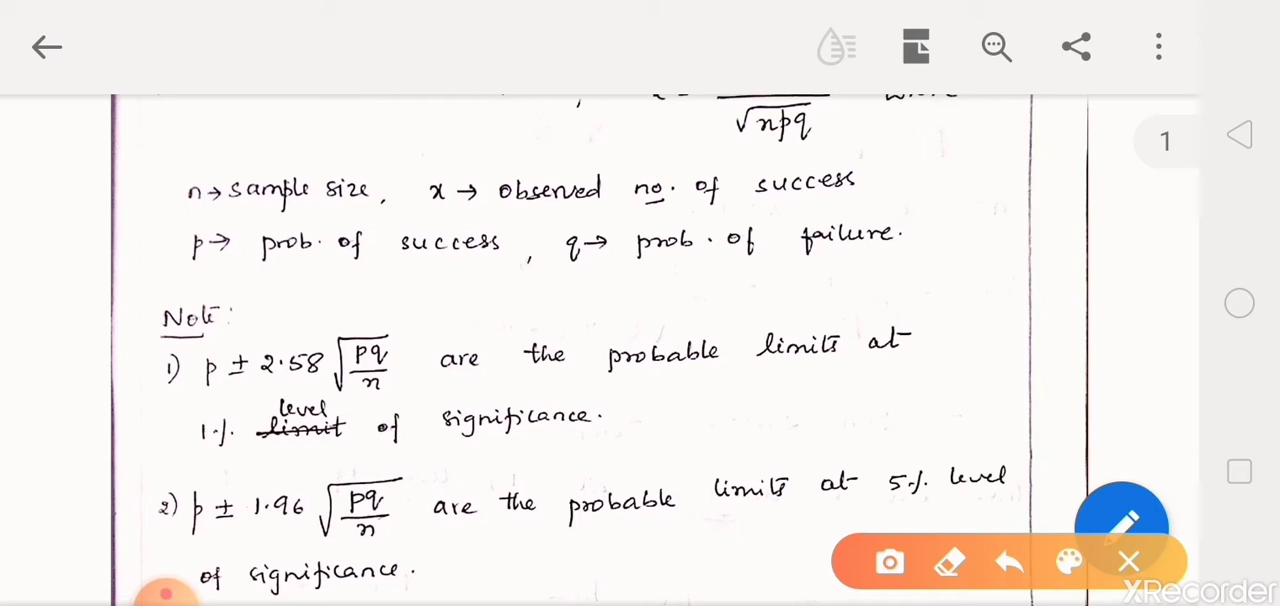 1
√npq
n→ sample size, x → observed no. of success
p→ prob. of success, q→ prob. of failure.
Note:
1) p ± 2.58 √(pq/n) are the probable limits at
level
1.%. limit of significance.
2) p ± 1.96 √(pq/n) are the probable limits at 5.%. level
of significance.
XRecorder